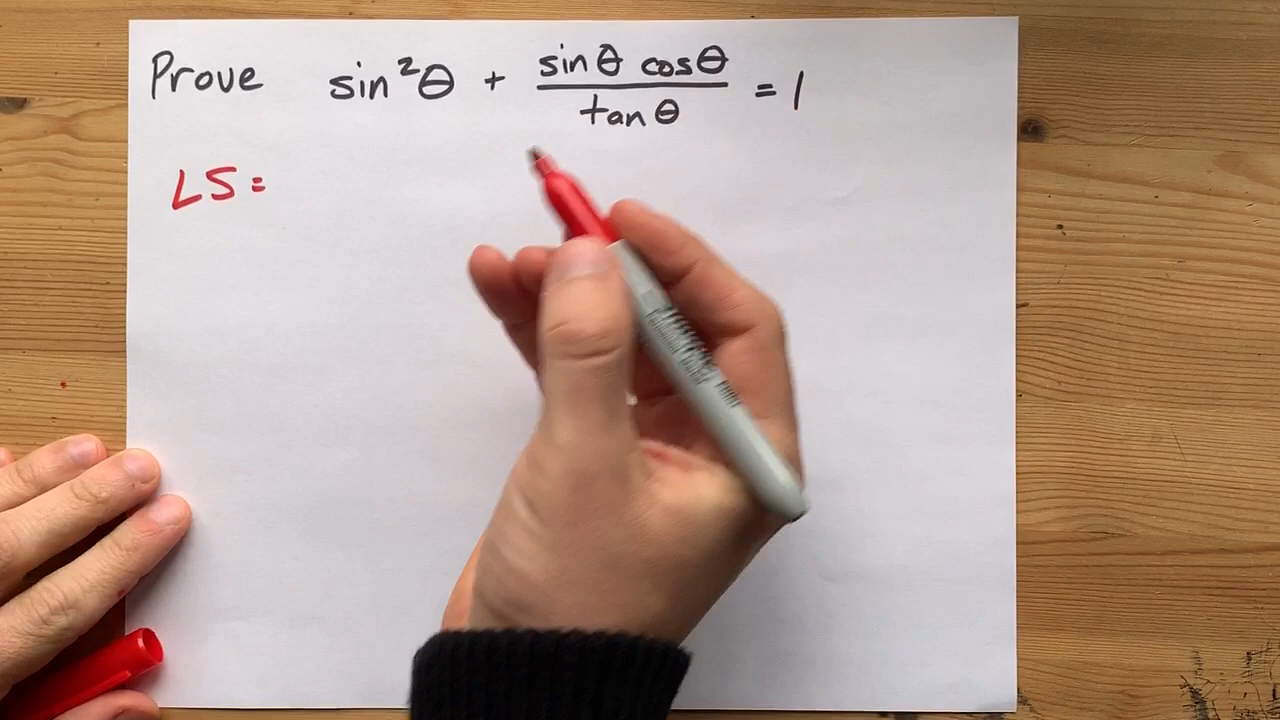 Prove sin²θ + sinθ cosθ / tanθ = 1
LS =